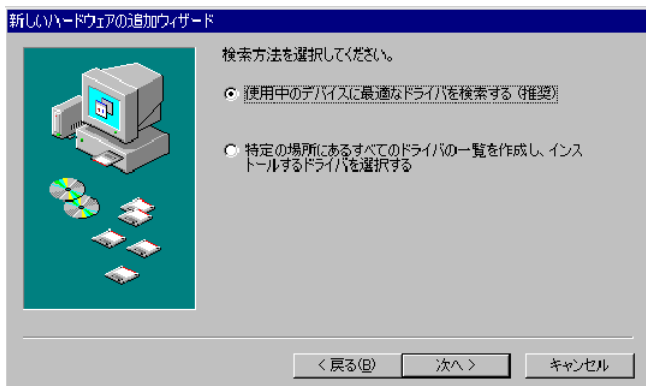 新しいハードウェアの追加ウィザード
検索方法を選択してください。
使用中のデバイスに最適なドライバを検索する (推奨)
特定の場所にあるすべてのドライバの一覧を作成し、インス
トールするドライバを選択する
< 戻る(B)
次へ >
キャンセル